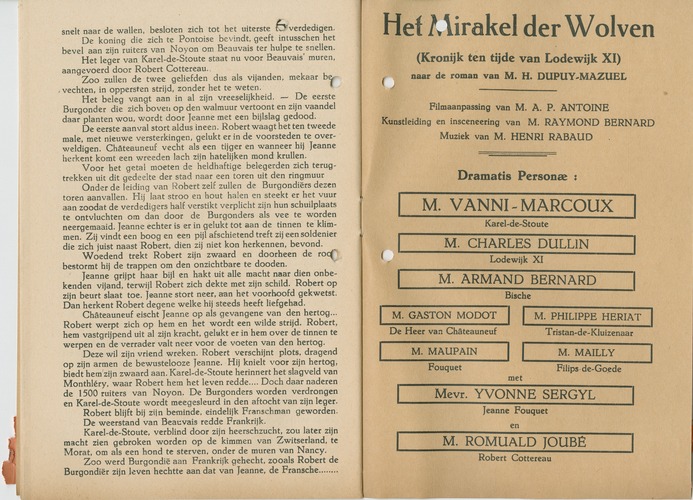 6
snelt naar de wallen, besloten zich tot het uiterste te verdedigen.
De koning die zich te Pontoise bevindt, geeft intusschen het
bevel aan zijn ruiters van Noyon om Beauvais ter hulpe te snellen.
Het leger van Karel-de-Stoute staat nu voor Beauvais' muren,
aangevoerd door Robert Cottereau.
Zoo zullen de twee geliefden dus als vijanden, mekaar be-
vechten, in oppersten strijd, zonder het te weten.
Het beleg vangt aan in al zijn vreeselijkheid. — De eerste
Burgonder die zich boven op den walmuur vertoont en zijn vaandel
daar planten wou, wordt door Jeanne met een bijlslag gedood.
De eerste aanval stort aldus ineen. Robert waagt het ten tweede
male, met nieuwe versterkingen, gelukt er in de voorsteden te over-
weldigen. Châteauneuf vecht als een tijger en wanneer hij Jeanne
herkent komt een wreeden lach zijn hatelijken mond krullen.
Voor het getal moeten de heldhaftige belegerden zich terug-
trekken uit dit gedeelte der stad naar een toren uit den ringmuur
Onder de leiding van Robert zelf zullen de Burgondiërs dezen
toren aanvallen. Hij laat stroo en hout halen en steekt er het vuur
aan zoodat de verdedigers half verstikt verplicht zijn hun schuilplaats
te ontvluchten om dan door de Burgonders als vee te worden
neergemaaid. Jeanne echter is er in gelukt tot aan de tinnen te klim-
men. Zij vindt een boog en een pijl afschietend treft zij een soldenier
die zich juist naast Robert, dien zij niet kon herkennen, bevond.
Woedend trekt Robert zijn zwaard en doorheen de rook
bestormt hij de trappen om den onzichtbare te dooden.
Jeanne grijpt haar bijl en hakt uit alle macht naar dien onbe-
kenden vijand, terwijl Robert zich dekte met zijn schild. Robert op
zijn beurt slaat toe. Jeanne stort neer, aan het voorhoofd gekwetst.
Dan herkent Robert degene welke hij steeds heeft liefgehad.
Châteauneuf eischt Jeanne op als gevangene van den hertog...
Robert werpt zich op hem en het wordt een wilde strijd. Robert,
hem vastgrijpend uit al zijn kracht, gelukt er in hem over de tinnen te
werpen en de verrader valt neer voor de voeten van den hertog.
Deze wil zijn vriend wreken. Robert verschijnt plots, dragend
op zijn armen de bewustelooze Jeanne. Hij knielt voor zijn hertog,
biedt hem zijn zwaard aan. Karel-de-Stoute herinnert het slagveld van
Monthléry, waar Robert hem het leven redde.... Doch daar naderen
de 1500 ruiters van Noyon. De Burgonders worden verdrongen
en Karel-de-Stoute wordt meegesleurd in den aftocht van zijn leger.
Robert blijft bij zijn beminde. eindelijk Franschman geworden.
De weerstand van Beauvais redde Frankrijk.
Karel-de-Stoute, verblind door zijn heerschzucht, zou later zijn
macht zien gebroken worden op de kimmen van Zwitserland, te
Morat, om als een hond te sterven, onder de muren van Nancy.
Zoo werd Burgondië aan Frankrijk gehecht, zooals Robert de
Burgondiër zijn leven hechtte aan dat van Jeanne, de Fransche........
Het Mirakel der Wolven
(Kronijk ten tijde van Lodewijk XI)
naar de roman van M. H. DUPUY-MAZUEL
Filmaanpassing van M. A. P. ANTOINE
Kunstleiding en insceneering van M. RAYMOND BERNARD
Muziek van M. HENRI RABAUD
Dramatis Personæ :
M. VANNI-MARCOUX
Karel-de-Stoute
M. CHARLES DULLIN
Lodewijk XI
M. ARMAND BERNARD
Bische
M. GASTON MODOT
De Heer van Châteauneuf
M. PHILIPPE HERIAT
Tristan-de-Kluizenaar
M. MAUPAIN
Fouquet
M. MAILLY
Filips de-Goede
met
Mevr. YVONNE SERGYL
Jeanne Fouquet
en
M. ROMUALD JOUBÉ
Robert Cottereau